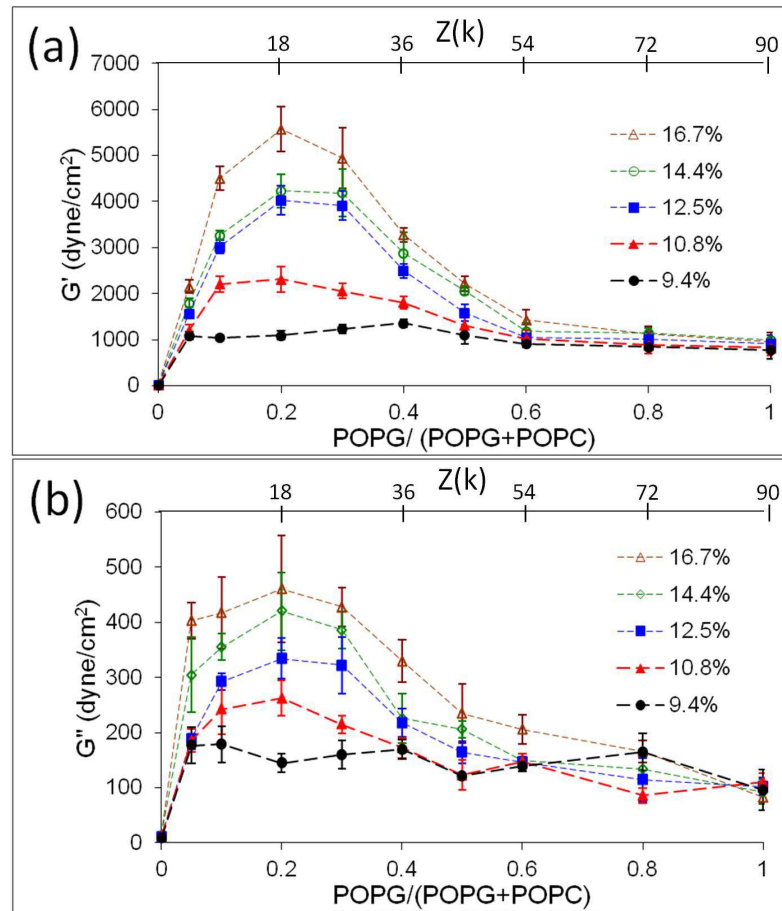 (a)
Z(k)
18 36 54 72 90
7000
6000
5000
4000
3000
2000
1000
0
G' (dyne/cm²)
16.7%
14.4%
12.5%
10.8%
9.4%
0 0.2 0.4 0.6 0.8 1
POPG/ (POPG+POPC)
(b)
Z(k)
18 36 54 72 90
600
500
400
300
200
100
0
G" (dyne/cm²)
16.7%
14.4%
12.5%
10.8%
9.4%
0 0.2 0.4 0.6 0.8 1
POPG/(POPG+POPC)